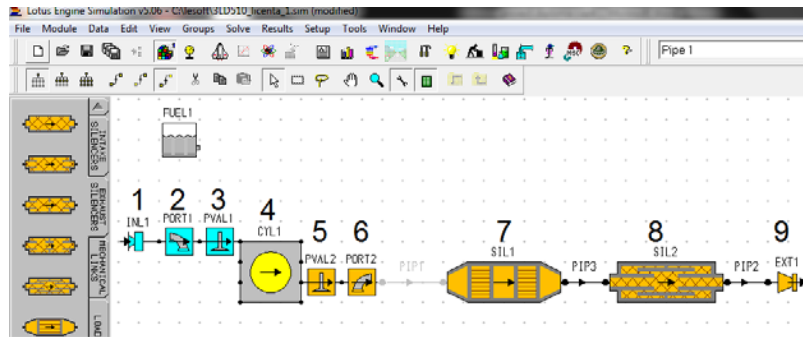 Lotus Engine Simulation v5.06 - C:\lesoft\3LD510_licenta_1.sim (modified)
File Module Data Edit View Groups Solve Results Setup Tools Window Help
Pipe 1
FUEL1
INTAKE SILENCERS
EXHAUST SILENCERS
MECHANICAL LINKS
LOAD
1 2 3 4 5 6 7 8 9
INL1 PORT1 PVAL1 CYL1 PVAL2 PORT2 PIP1 SIL1 PIP3 SIL2 PIP2 EXT1